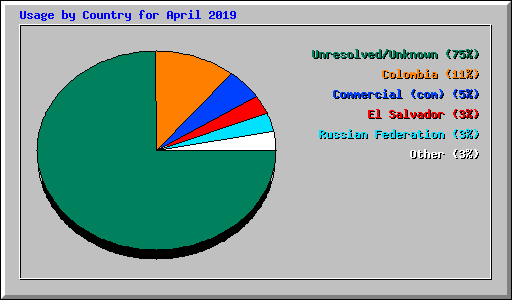 Usage by Country for April 2019
Unresolved/Unknown (75%)
Colombia (11%)
Commercial (com) (5%)
El Salvador (3%)
Russian Federation (3%)
Other (3%)